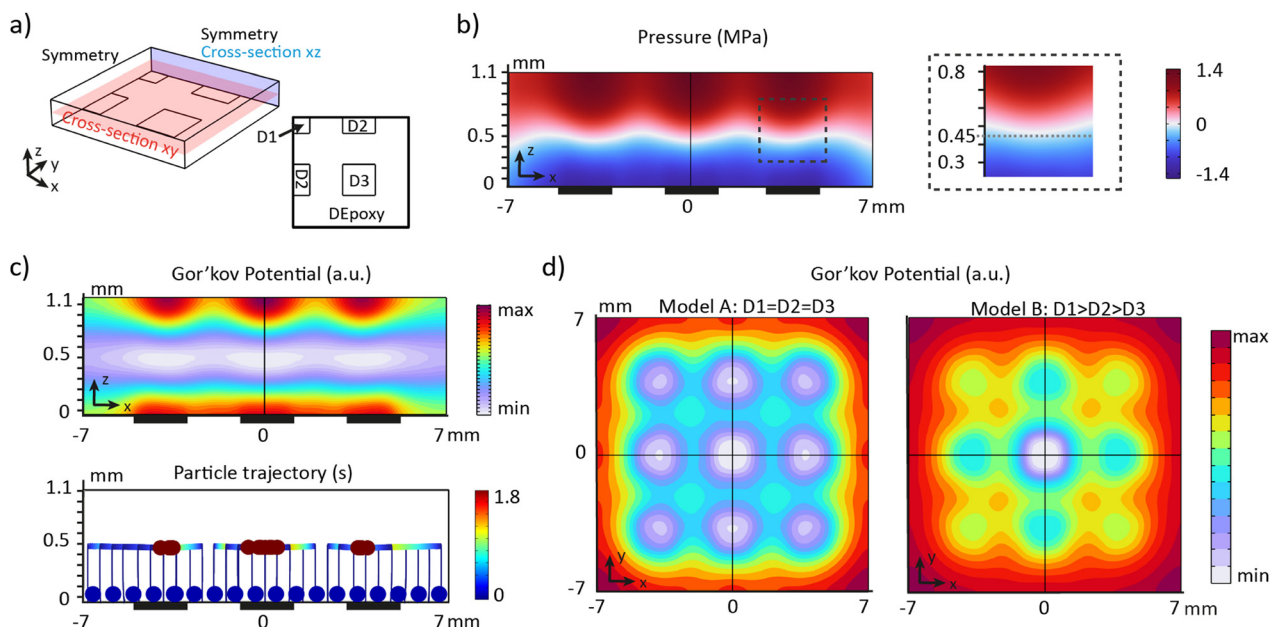 a)
Symmetry
Symmetry
Cross-section xz
Cross-section xy
z
y
x
D1
D2
D2
D3
DEpoxy
b)
Pressure (MPa)
mm
1.1
0.5
0
z
x
-7
0
7 mm
0.8
0.45
0.3
1.4
0
-1.4
c)
Gor'kov Potential (a.u.)
mm
1.1
0.5
0
z
x
-7
0
7 mm
max
min
Particle trajectory (s)
mm
1.1
0.5
0
-7
0
7 mm
1.8
0
d)
Gor'kov Potential (a.u.)
mm
Model A: D1=D2=D3
7
0
-7
y
x
-7
0
7
Model B: D1>D2>D3
y
x
-7
0
7 mm
max
min